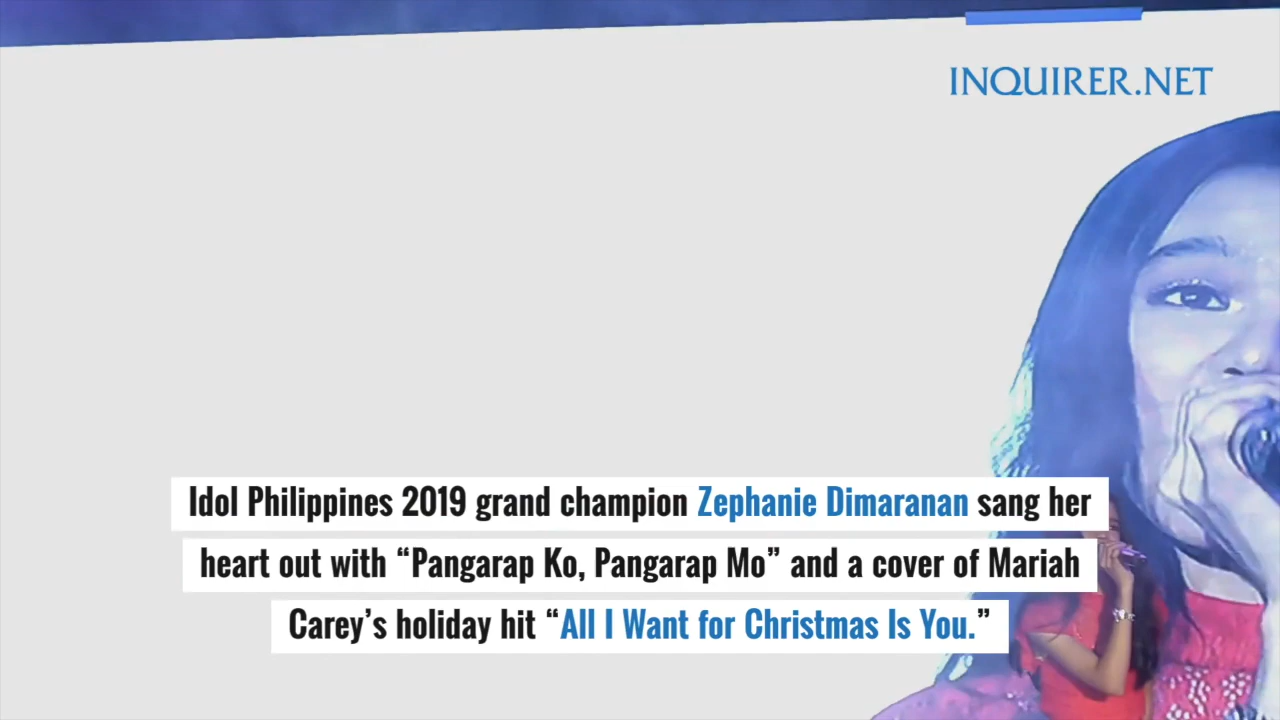 INQUIRER.NET
Idol Philippines 2019 grand champion Zephanie Dimaranan sang her
heart out with “Pangarap Ko, Pangarap Mo” and a cover of Mariah
Carey’s holiday hit “All I Want for Christmas Is You.”